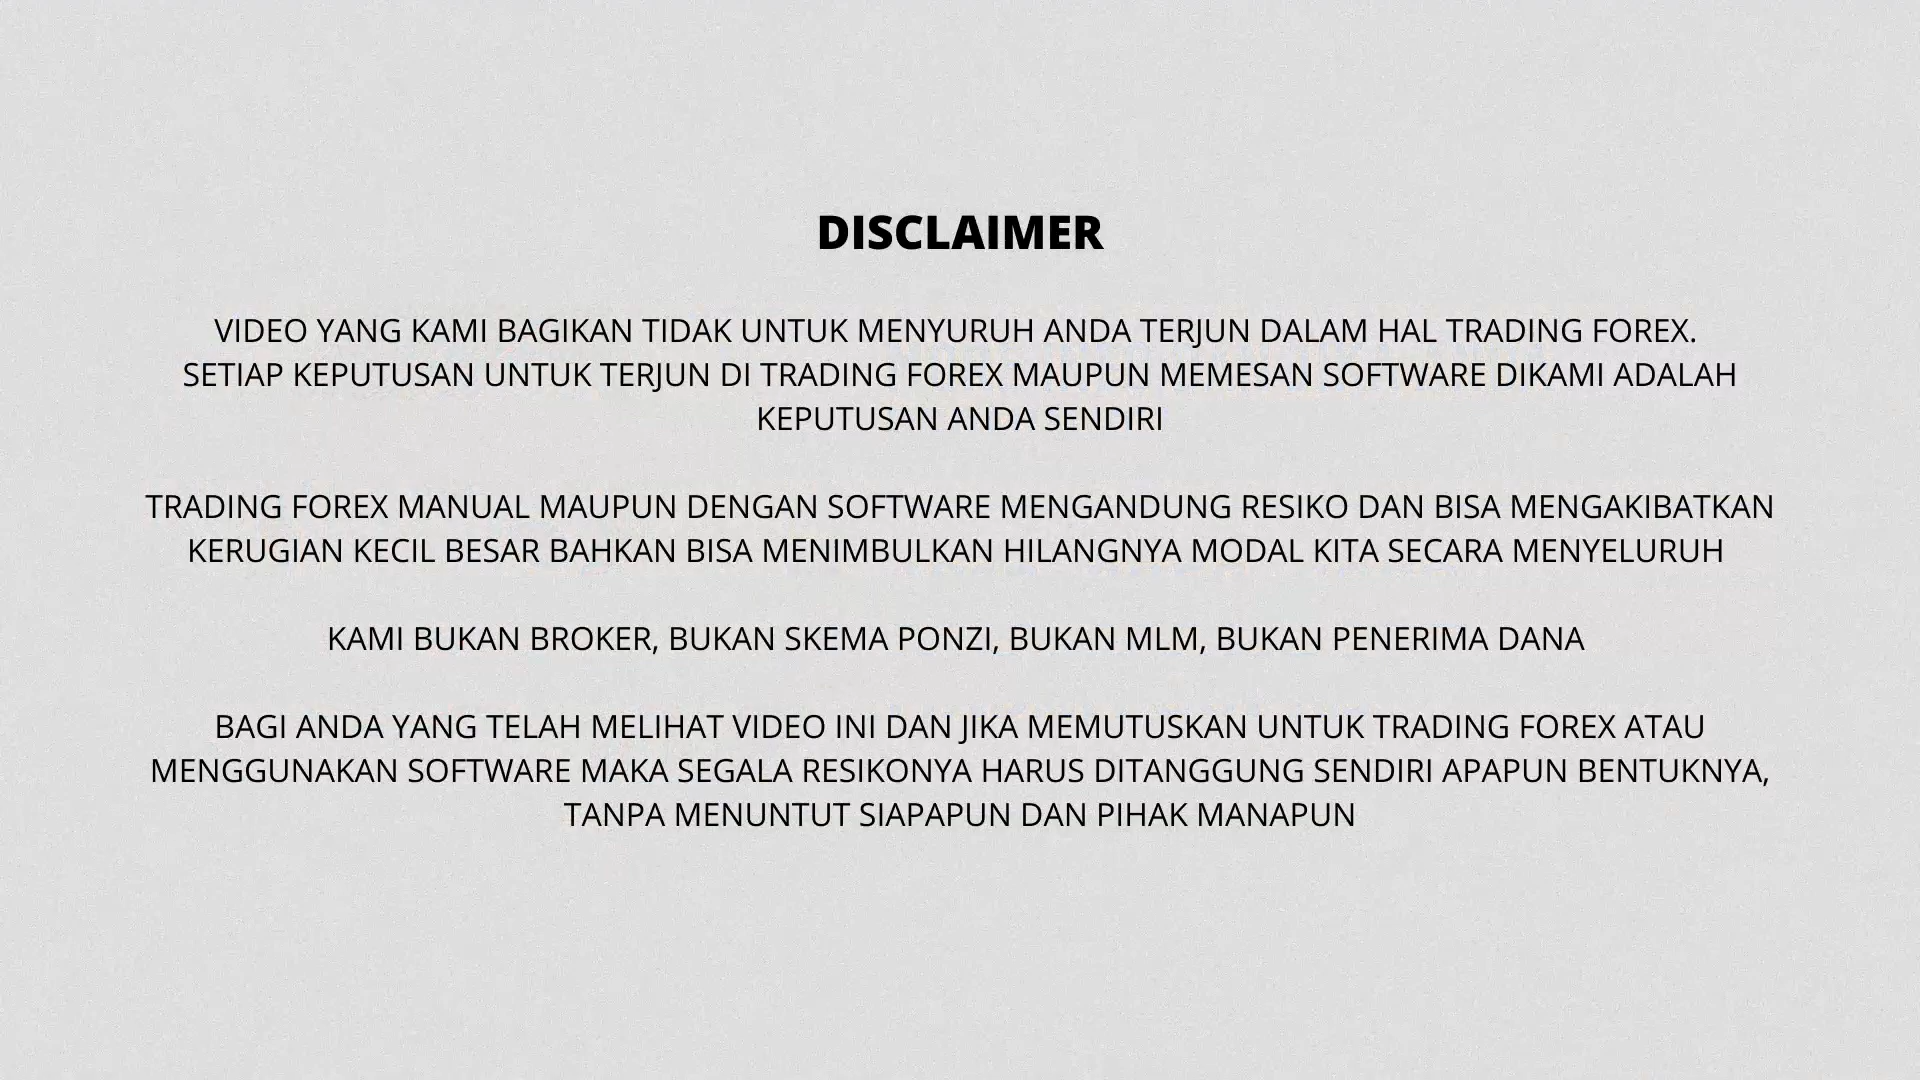 DISCLAIMER
VIDEO YANG KAMI BAGIKAN TIDAK UNTUK MENYURUH ANDA TERJUN DALAM HAL TRADING FOREX.
SETIAP KEPUTUSAN UNTUK TERJUN DI TRADING FOREX MAUPUN MEMESAN SOFTWARE DIKAMI ADALAH
KEPUTUSAN ANDA SENDIRI
TRADING FOREX MANUAL MAUPUN DENGAN SOFTWARE MENGANDUNG RESIKO DAN BISA MENGAKIBATKAN
KERUGIAN KECIL BESAR BAHKAN BISA MENIMBULKAN HILANGNYA MODAL KITA SECARA MENYELURUH
KAMI BUKAN BROKER, BUKAN SKEMA PONZI, BUKAN MLM, BUKAN PENERIMA DANA
BAGI ANDA YANG TELAH MELIHAT VIDEO INI DAN JIKA MEMUTUSKAN UNTUK TRADING FOREX ATAU
MENGGUNAKAN SOFTWARE MAKA SEGALA RESIKONYA HARUS DITANGGUNG SENDIRI APAPUN BENTUKNYA,
TANPA MENUNTUT SIAPAPUN DAN PIHAK MANAPUN